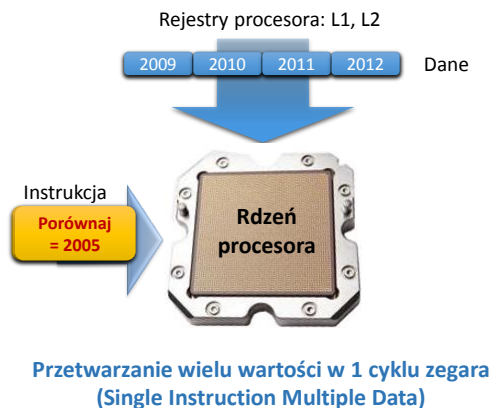 Rejestry procesora: L1, L2
2009 2010 2011 2012 Dane
Instrukcja
Porównaj
= 2005
Rdzeń
procesora
Przetwarzanie wielu wartości w 1 cyklu zegara
(Single Instruction Multiple Data)